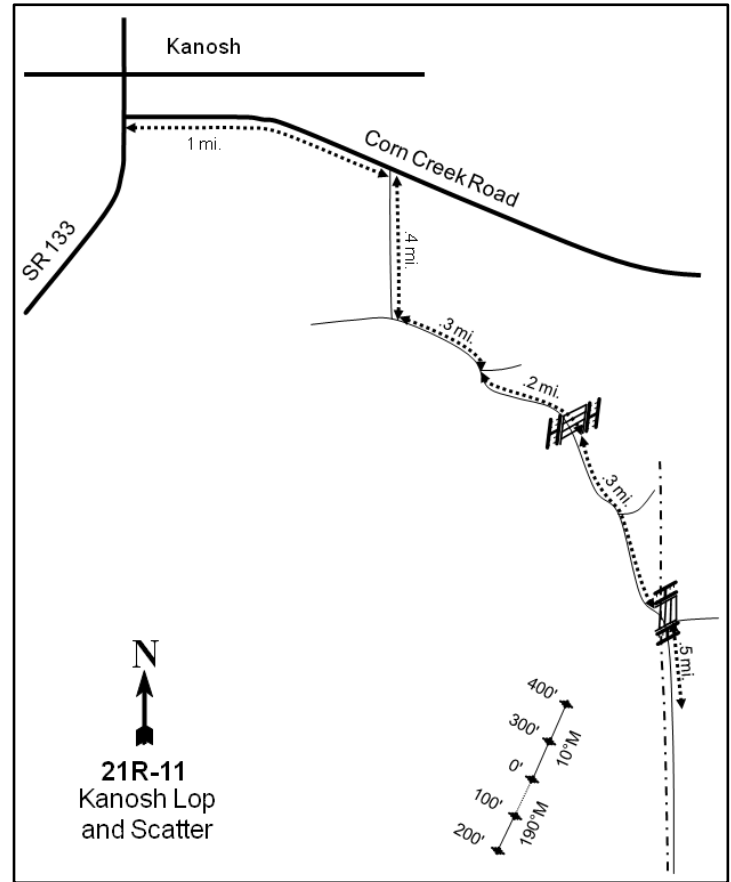 Kanosh
1 mi.
Corn Creek Road
SR 133
.4 mi.
.3 mi.
.2 mi.
.3 mi.
.5 mi.
N
21R-11
Kanosh Lop
and Scatter
400'
300'
10°M
0'
100'
190°M
200'